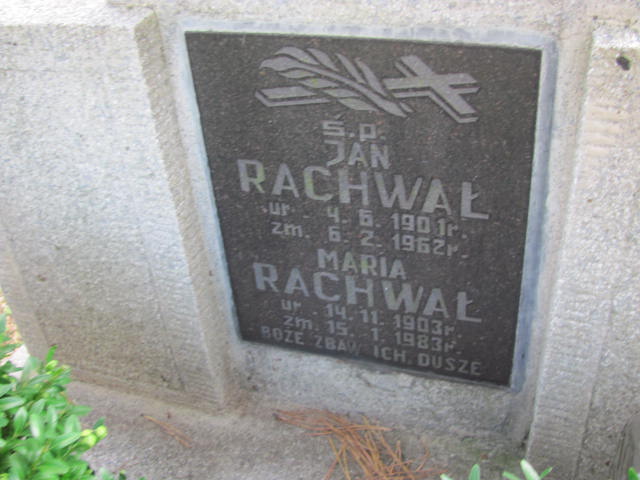 Ś.P.
JAN
RACHWAŁ
ur. 4. 6. 1901r.
zm. 6. 2. 1962r.
MARIA
RACHWAŁ
ur. 14. 11. 1903r.
zm. 15. 1. 1983r.
BOŻE ZBAW ICH DUSZE